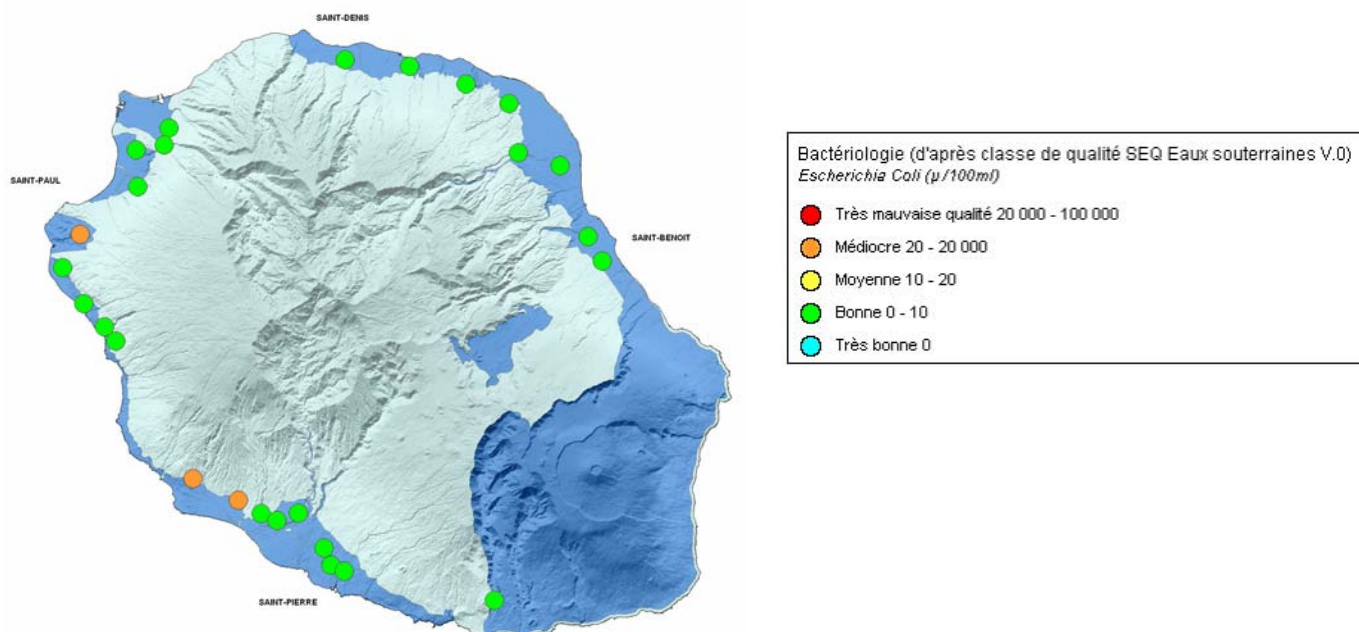 SAINT-DENIS
SAINT-PAUL
SAINT-BENOIT
SAINT-PIERRE
Bactériologie (d'après classe de qualité SEQ Eaux souterraines V.0)
Escherichia Coli (µ/100ml)
Très mauvaise qualité 20 000 - 100 000
Médiocre 20 - 20 000
Moyenne 10 - 20
Bonne 0 - 10
Très bonne 0